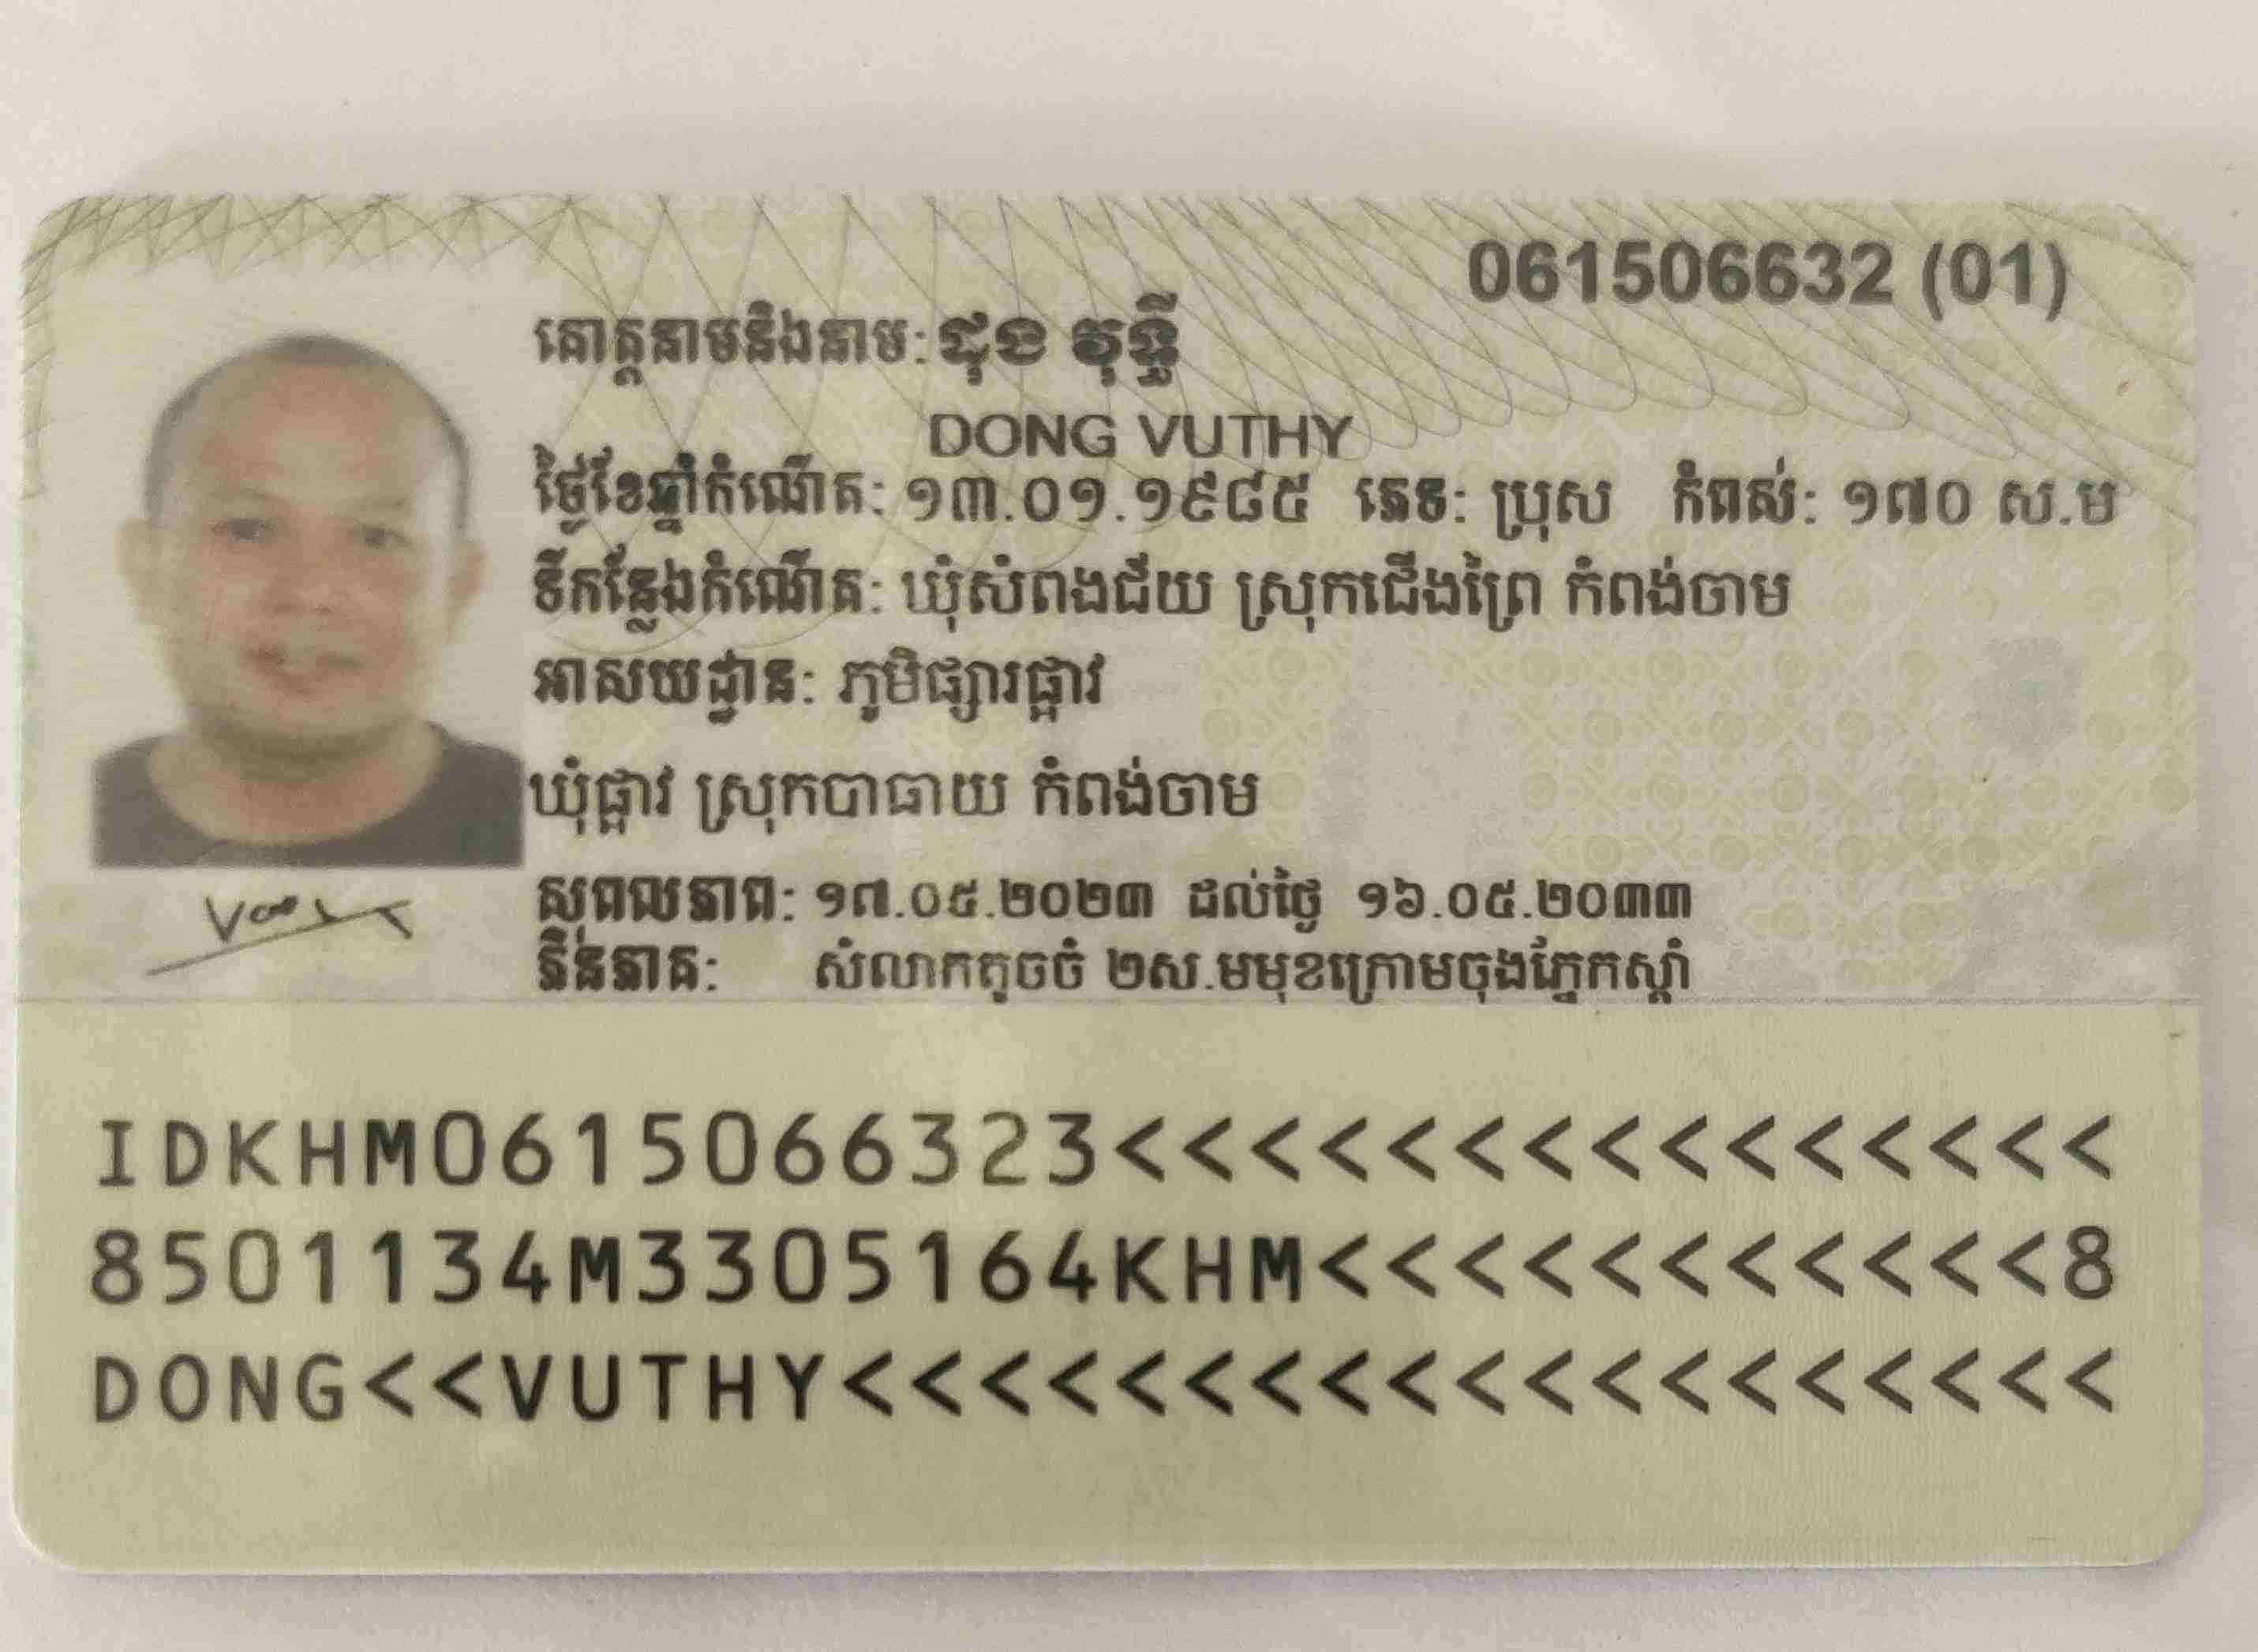 061506632 (01)
គោត្តនាមនិងនាម: ដុង វុទ្ធី
DONG VUTHY
ថ្ងៃខែឆ្នាំកំណើត: ១៣.០១.១៩៨៥ ភេទ: ប្រុស កំពស់: ១៧០ ស.ម
ទីកន្លែងកំណើត: ឃុំសំពងជ័យ ស្រុកជើងព្រៃ កំពង់ចាម
អាសយដ្ឋាន: ភូមិផ្សារផ្អាវ
ឃុំផ្អាវ ស្រុកបាធាយ កំពង់ចាម
សុពលភាព: ១៧.០៥.២០២៣ ដល់ថ្ងៃ ១៦.០៥.២០៣៣
ភិនភាគ: សំលាកតូចចំ ២ស.មមុខក្រោមចុងភ្នែកស្តាំ
IDKHM0615066323<<<<<<<<<<<<<<<
8501134M3305164KHM<<<<<<<<<<<8
DONG<<VUTHY<<<<<<<<<<<<<<<<<<<